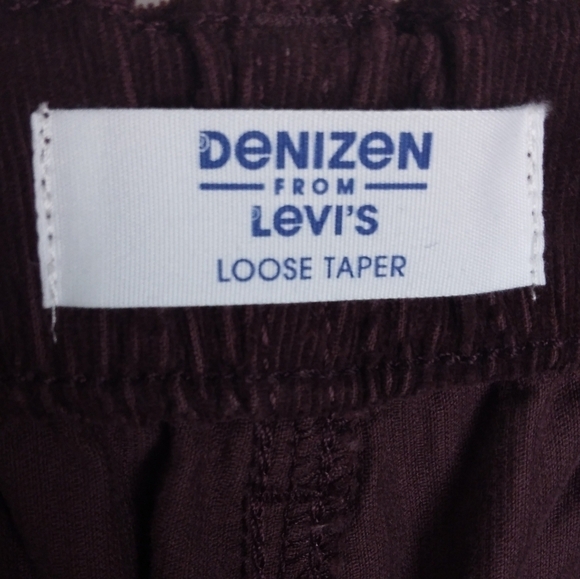 DENIZEN
FROM
LEVI'S
LOOSE TAPER